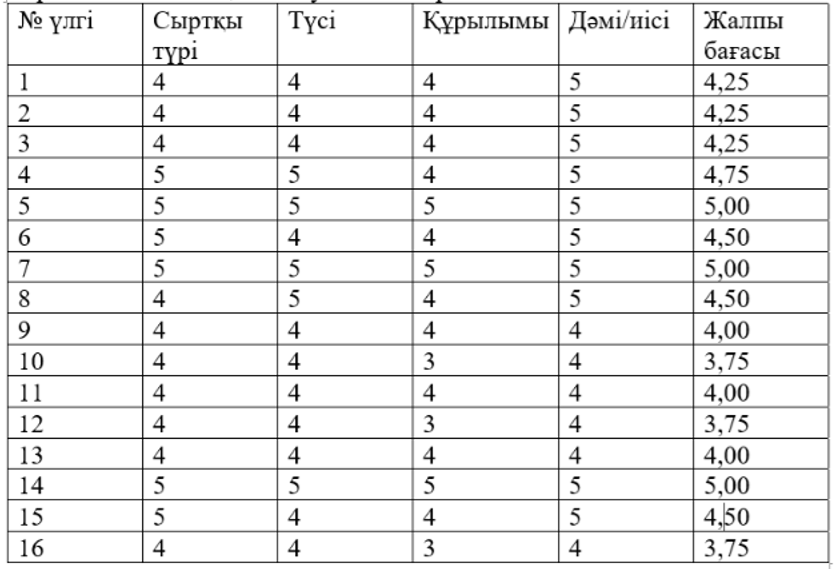 № үлгі Сыртқы түрі Түсі Құрылымы Дәмі/иісі Жалпы бағасы
1 4 4 4 5 4,25
2 4 4 4 5 4,25
3 4 4 4 5 4,25
4 5 5 4 5 4,75
5 5 5 5 5 5,00
6 5 4 4 5 4,50
7 5 5 5 5 5,00
8 4 5 4 5 4,50
9 4 4 4 4 4,00
10 4 4 3 4 3,75
11 4 4 4 4 4,00
12 4 4 3 4 3,75
13 4 4 4 4 4,00
14 5 5 5 5 5,00
15 5 4 4 5 4,50
16 4 4 3 4 3,75